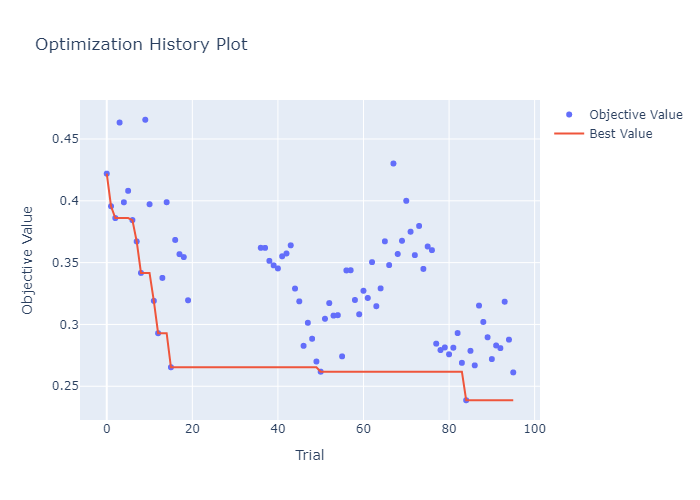 Optimization History Plot
Objective Value
Best Value
0.45
0.4
0.35
0.3
0.25
Objective Value
0
20
40
60
80
100
Trial